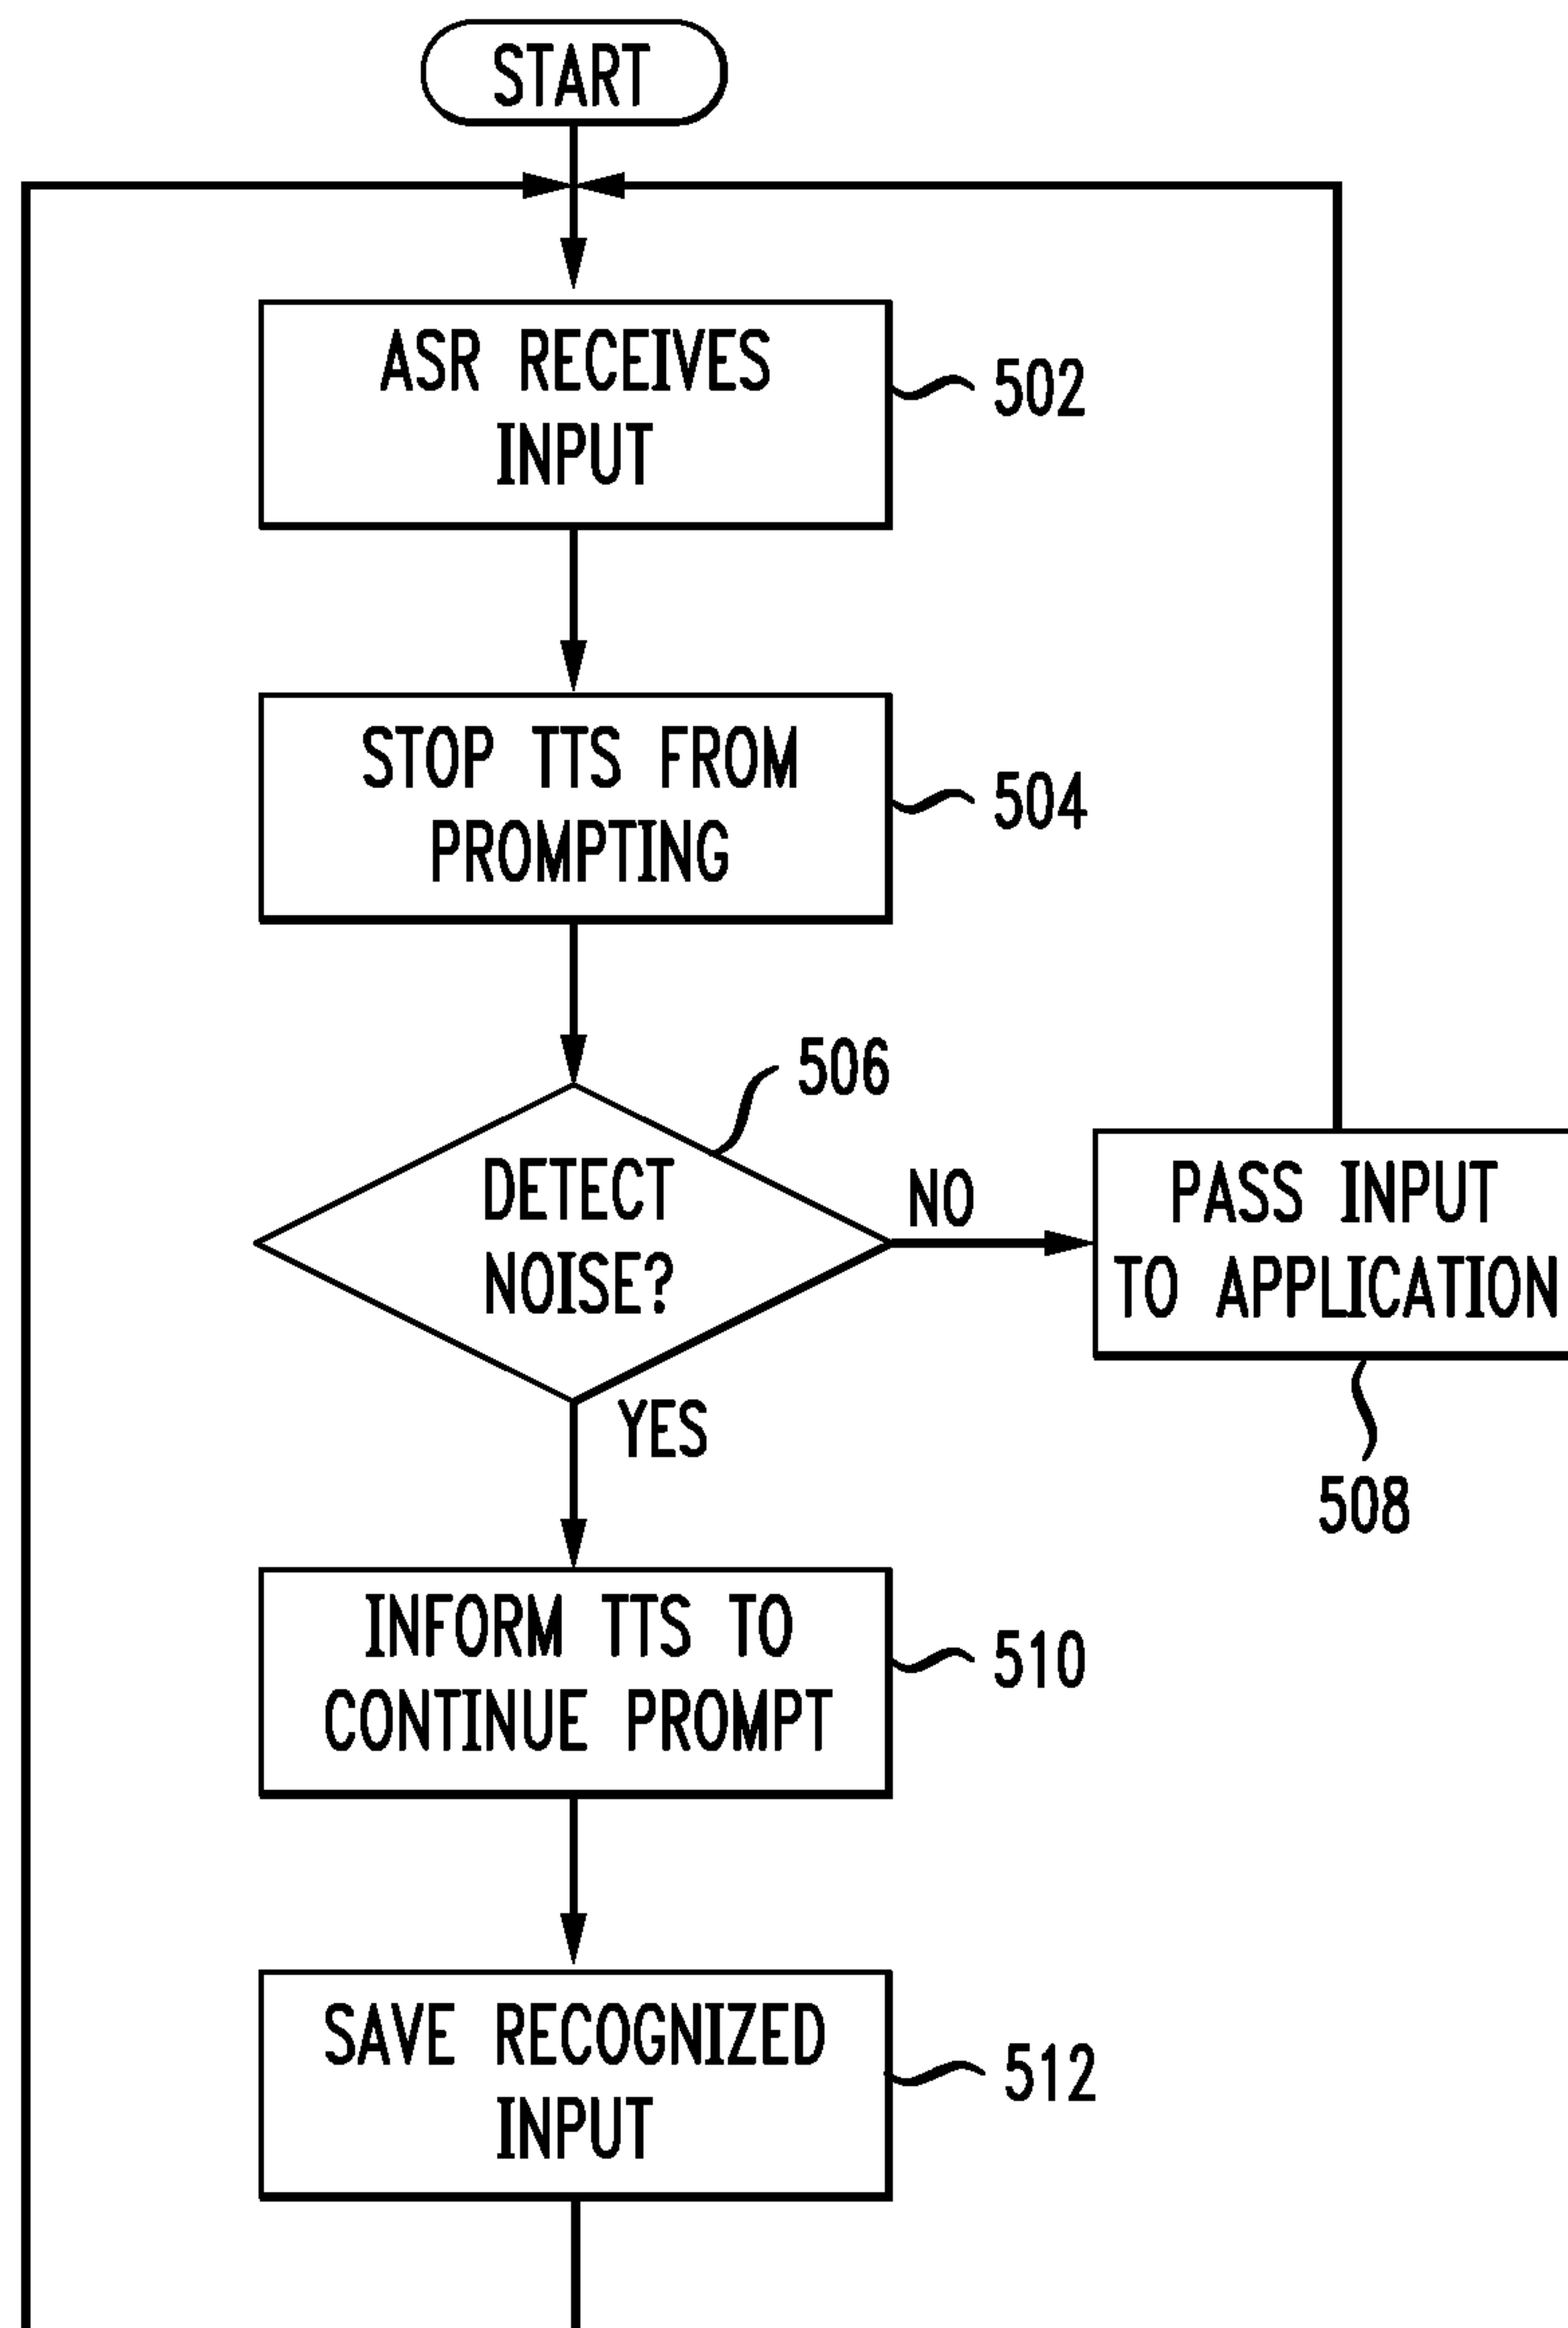 START
ASR RECEIVES
INPUT
502
STOP TTS FROM
PROMPTING
504
506
DETECT
NOISE?
NO
PASS INPUT
TO APPLICATION
508
YES
INFORM TTS TO
CONTINUE PROMPT
510
SAVE RECOGNIZED
INPUT
512